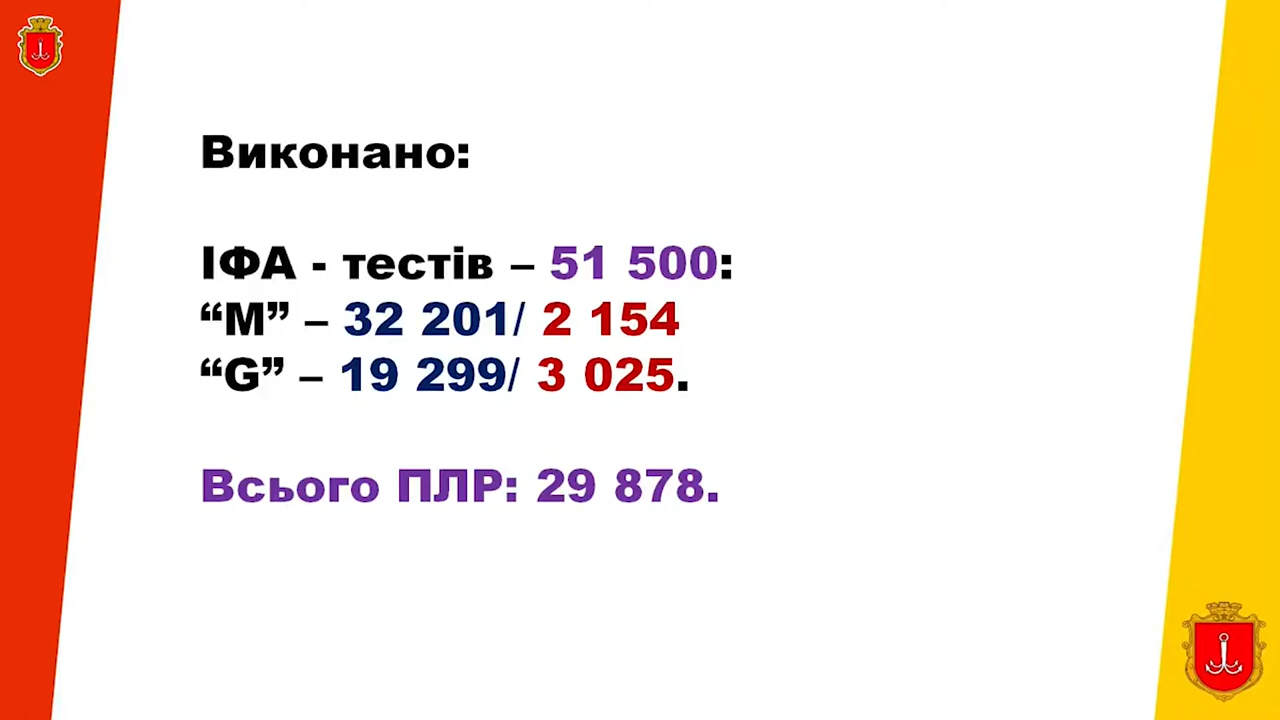 Виконано:
ІФА - тестів – 51 500:
“М” – 32 201/ 2 154
“G” – 19 299/ 3 025.
Всього ПЛР: 29 878.